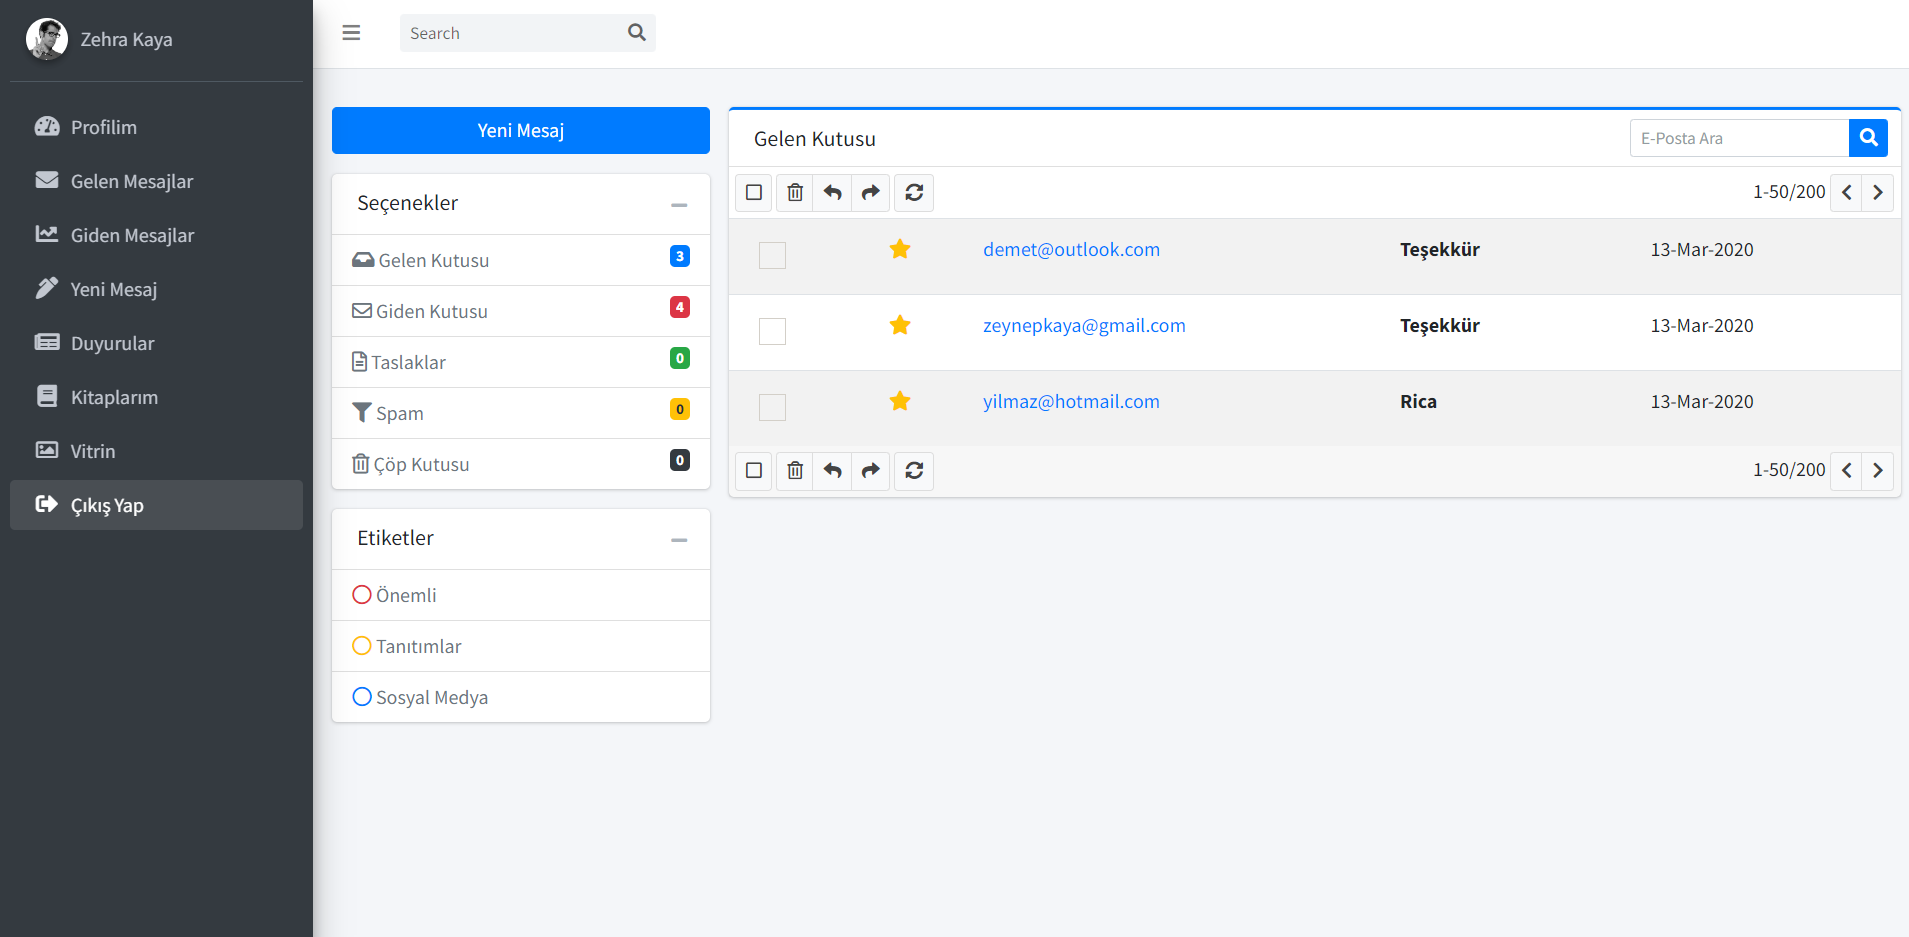 Zehra Kaya
Profilim
Gelen Mesajlar
Giden Mesajlar
Yeni Mesaj
Duyurular
Kitaplarım
Vitrin
Çıkış Yap
Search
Yeni Mesaj
Seçenekler
Gelen Kutusu 3
Giden Kutusu 4
Taslaklar 0
Spam 0
Çöp Kutusu 0
Etiketler
Önemli
Tanıtımlar
Sosyal Medya
Gelen Kutusu
E-Posta Ara
1-50/200
demet@outlook.com Teşekkür 13-Mar-2020
zeynepkaya@gmail.com Teşekkür 13-Mar-2020
yilmaz@hotmail.com Rica 13-Mar-2020
1-50/200